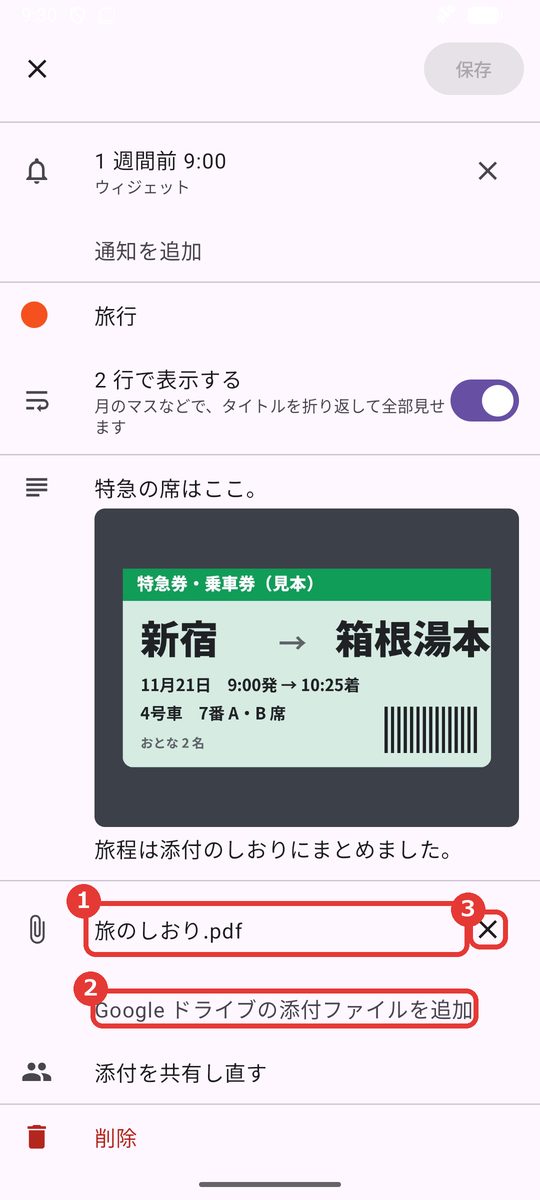 9:30
保存
1 週間前 9:00
ウィジェット
通知を追加
旅行
2 行で表示する
月のマスなどで、タイトルを折り返して全部見せ
ます
特急の席はここ。
特急券・乗車券（見本）
新宿 → 箱根湯本
11月21日 9:00発 → 10:25着
4号車 7番 A・B 席
おとな 2 名
旅程は添付のしおりにまとめました。
1
旅のしおり.pdf
3
2
Google ドライブの添付ファイルを追加
添付を共有し直す
削除